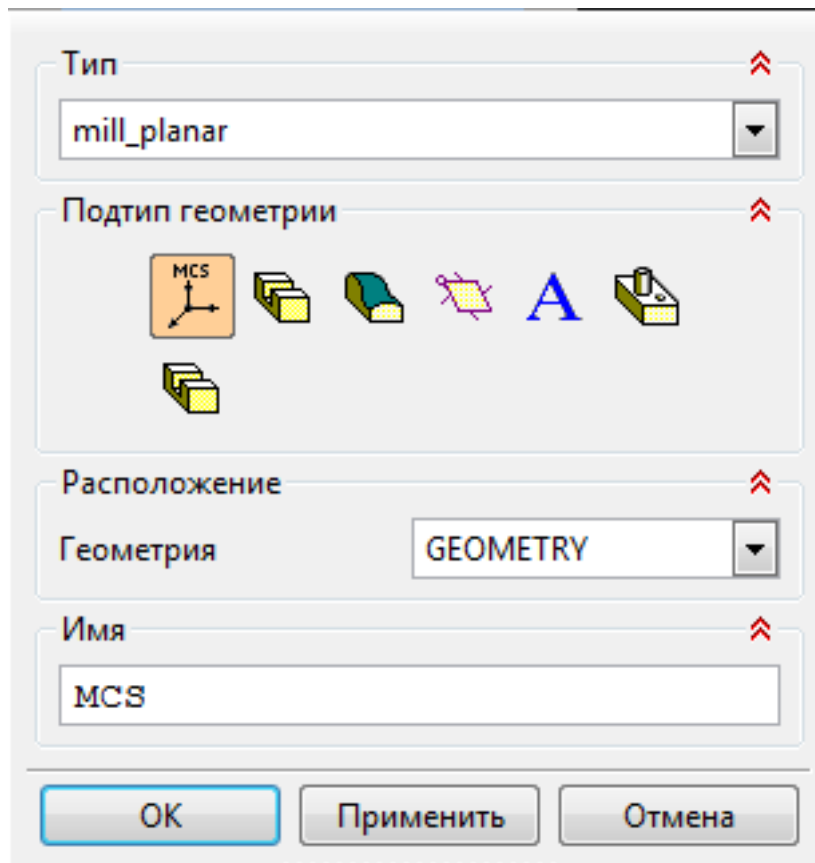 Тип
mill_planar
Подтип геометрии
MCS
A
Расположение
Геометрия GEOMETRY
Имя
MCS
OK Применить Отмена